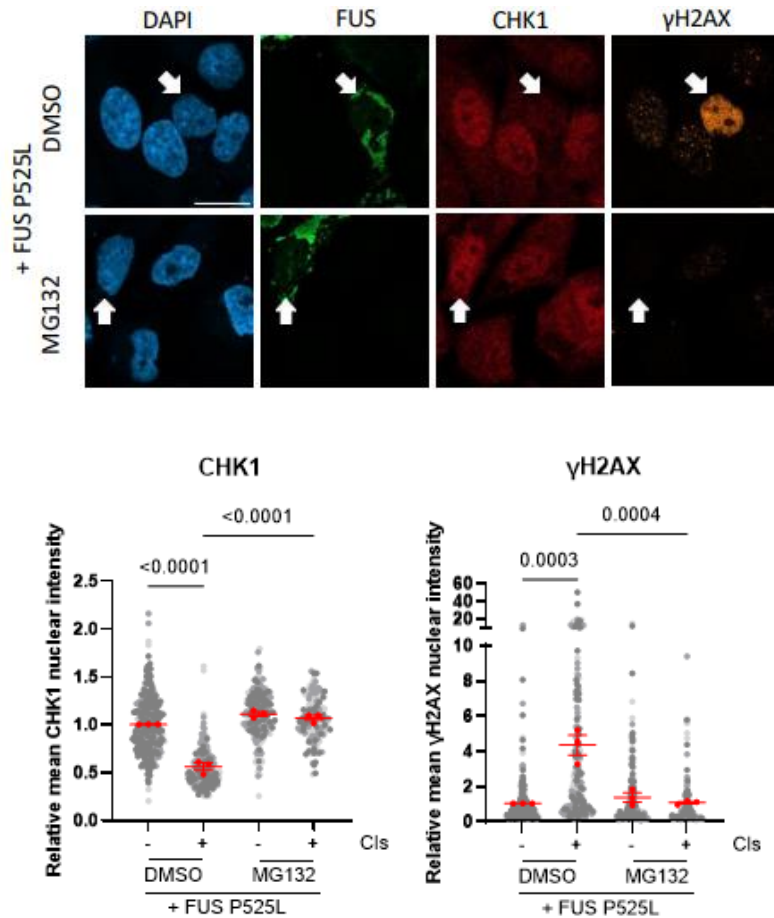 DAPI FUS CHK1 γH2AX
+ FUS P525L
DMSO
MG132
CHK1
<0.0001
<0.0001
Relative mean CHK1 nuclear intensity
2.5
2.0
1.5
1.0
0.5
0.0
- + - + CIs
DMSO MG132
+ FUS P525L
γH2AX
0.0004
0.0003
Relative mean γH2AX nuclear intensity
60
40
20
10
8
6
4
2
0
- + - + CIs
DMSO MG132
+ FUS P525L